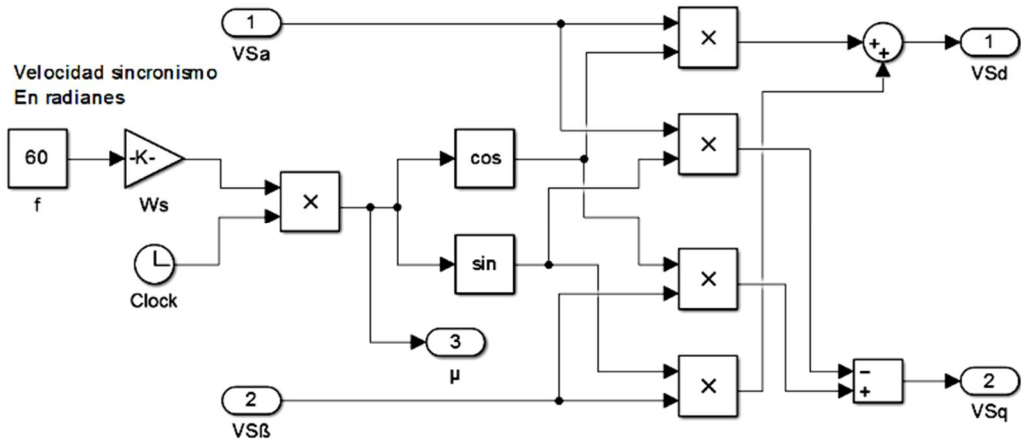 1
VSa
×
+
+
1
VSd
Velocidad sincronismo
En radianes
60
f
-K-
Ws
×
cos
×
Clock
sin
×
3
μ
2
VSß
×
−
+
2
VSq